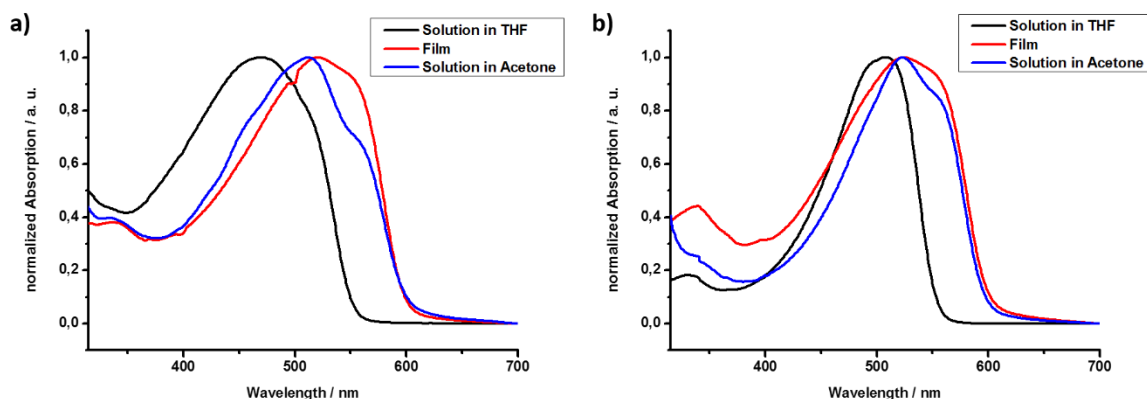 a)
Solution in THF
Film
Solution in Acetone
normalized Absorption / a. u.
1,0
0,8
0,6
0,4
0,2
0,0
400
500
600
700
Wavelength / nm
b)
Solution in THF
Film
Solution in Acetone
normalized Absorption / a. u.
1,0
0,8
0,6
0,4
0,2
0,0
400
500
600
700
Wavelength / nm